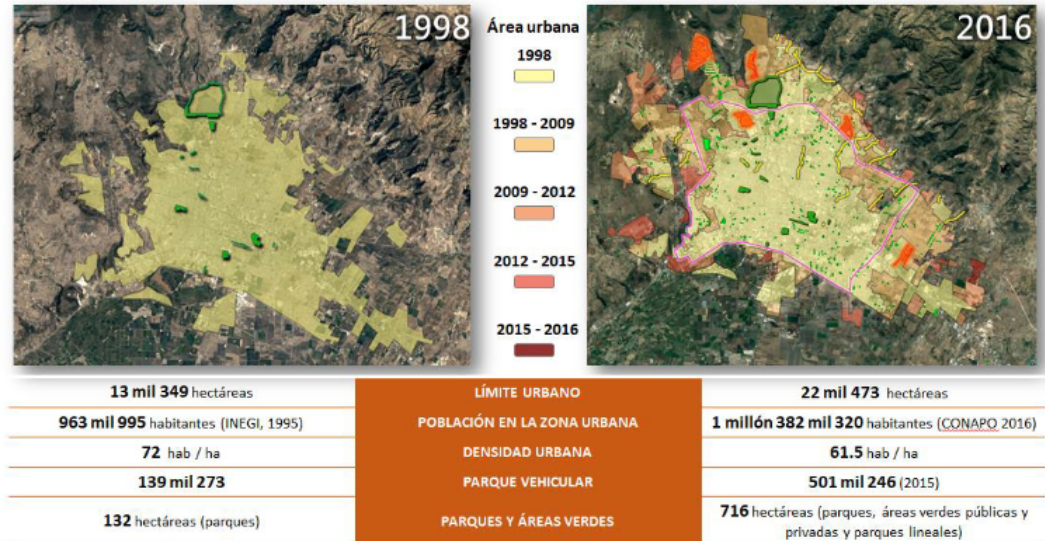 1998
Área urbana
1998
1998 - 2009
2009 - 2012
2012 - 2015
2015 - 2016
2016
13 mil 349 hectáreas
LÍMITE URBANO
22 mil 473 hectáreas
963 mil 995 habitantes (INEGI, 1995)
POBLACIÓN EN LA ZONA URBANA
1 millón 382 mil 320 habitantes (CONAPO 2016)
72 hab / ha
DENSIDAD URBANA
61.5 hab / ha
139 mil 273
PARQUE VEHICULAR
501 mil 246 (2015)
132 hectáreas (parques)
PARQUES Y ÁREAS VERDES
716 hectáreas (parques, áreas verdes públicas y
privadas y parques lineales)